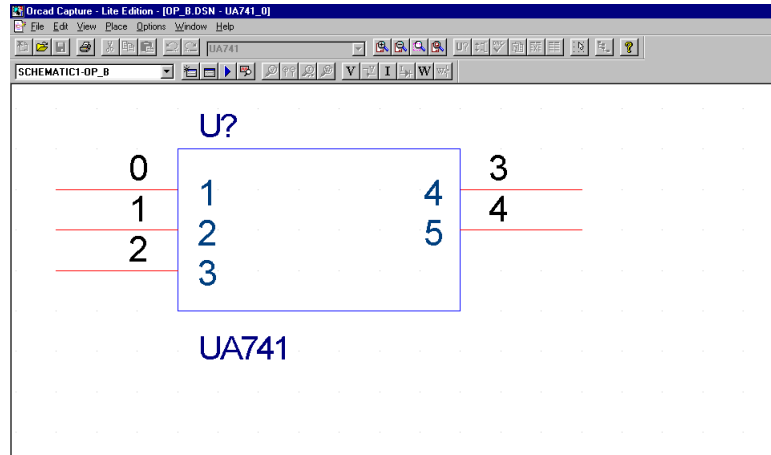 Orcad Capture - Lite Edition - [OP_B.DSN - UA741_0]
File Edit View Place Options Window Help
UA741 U?
SCHEMATIC1-OP_B V I W
U?
0 3
1 4
1 4
2 5
2
3
UA741